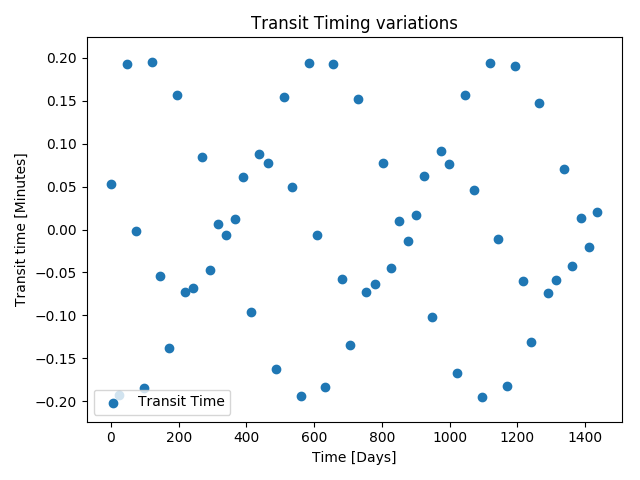 Transit Timing variations
0.20
0.15
0.10
0.05
0.00
−0.05
−0.10
−0.15
−0.20
Transit time [Minutes]
Transit Time
0 200 400 600 800 1000 1200 1400
Time [Days]